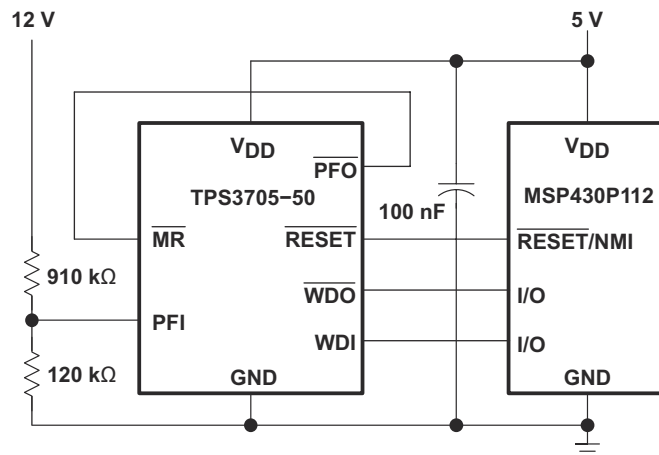 12 V
5 V
VDD
VDD
PFO
TPS3705−50
MSP430P112
100 nF
MR
RESET
RESET/NMI
910 kΩ
WDO
I/O
PFI
WDI
I/O
120 kΩ
GND
GND